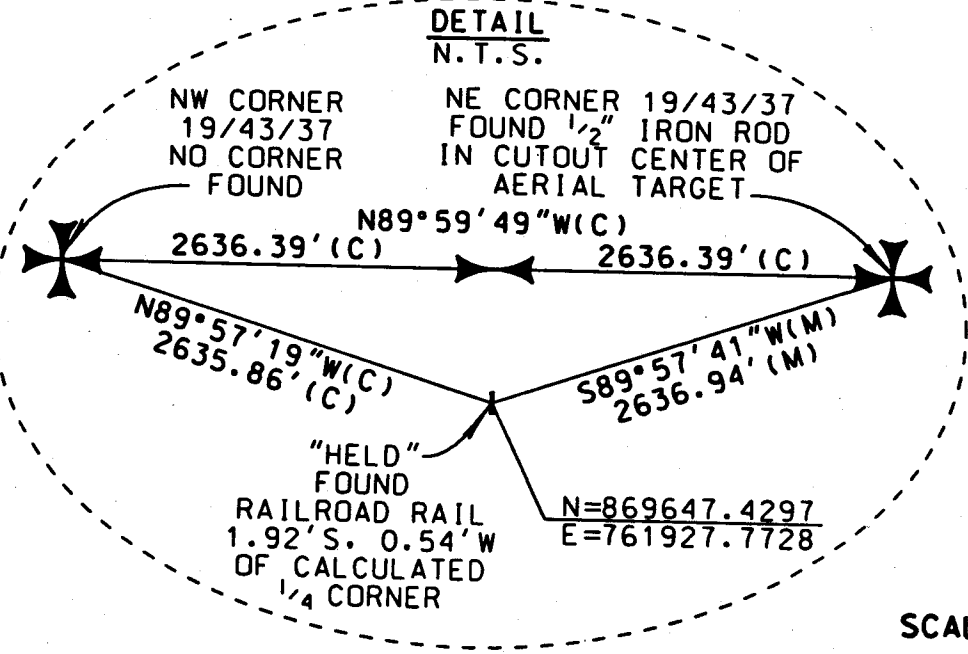 DETAIL
N.T.S.
NW CORNER
19/43/37
NO CORNER
FOUND
NE CORNER 19/43/37
FOUND 1/2" IRON ROD
IN CUTOUT CENTER OF
AERIAL TARGET
N89°59'49"W(C)
2636.39'(C)
2636.39'(C)
N89°57'19"W(C)
2635.86'(C)
S89°57'41"W(M)
2636.94'(M)
"HELD"
FOUND
RAILROAD RAIL
1.92'S. 0.54'W
OF CALCULATED
1/4 CORNER
N=869647.4297
E=761927.7728